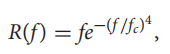 R(f) = fe^{-(f/f_c)^4},